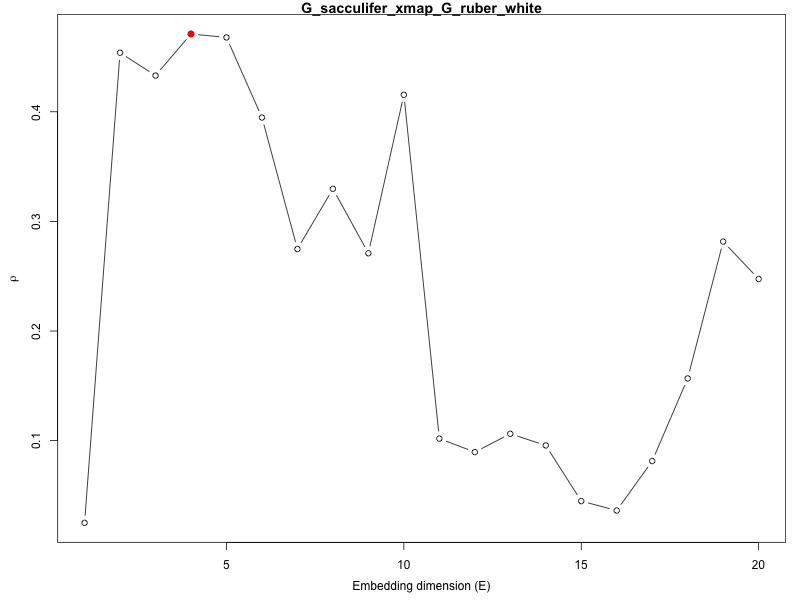 G_sacculifer_xmap_G_ruber_white
0.4
0.3
0.2
0.1
ρ
5 10 15 20
Embedding dimension (E)